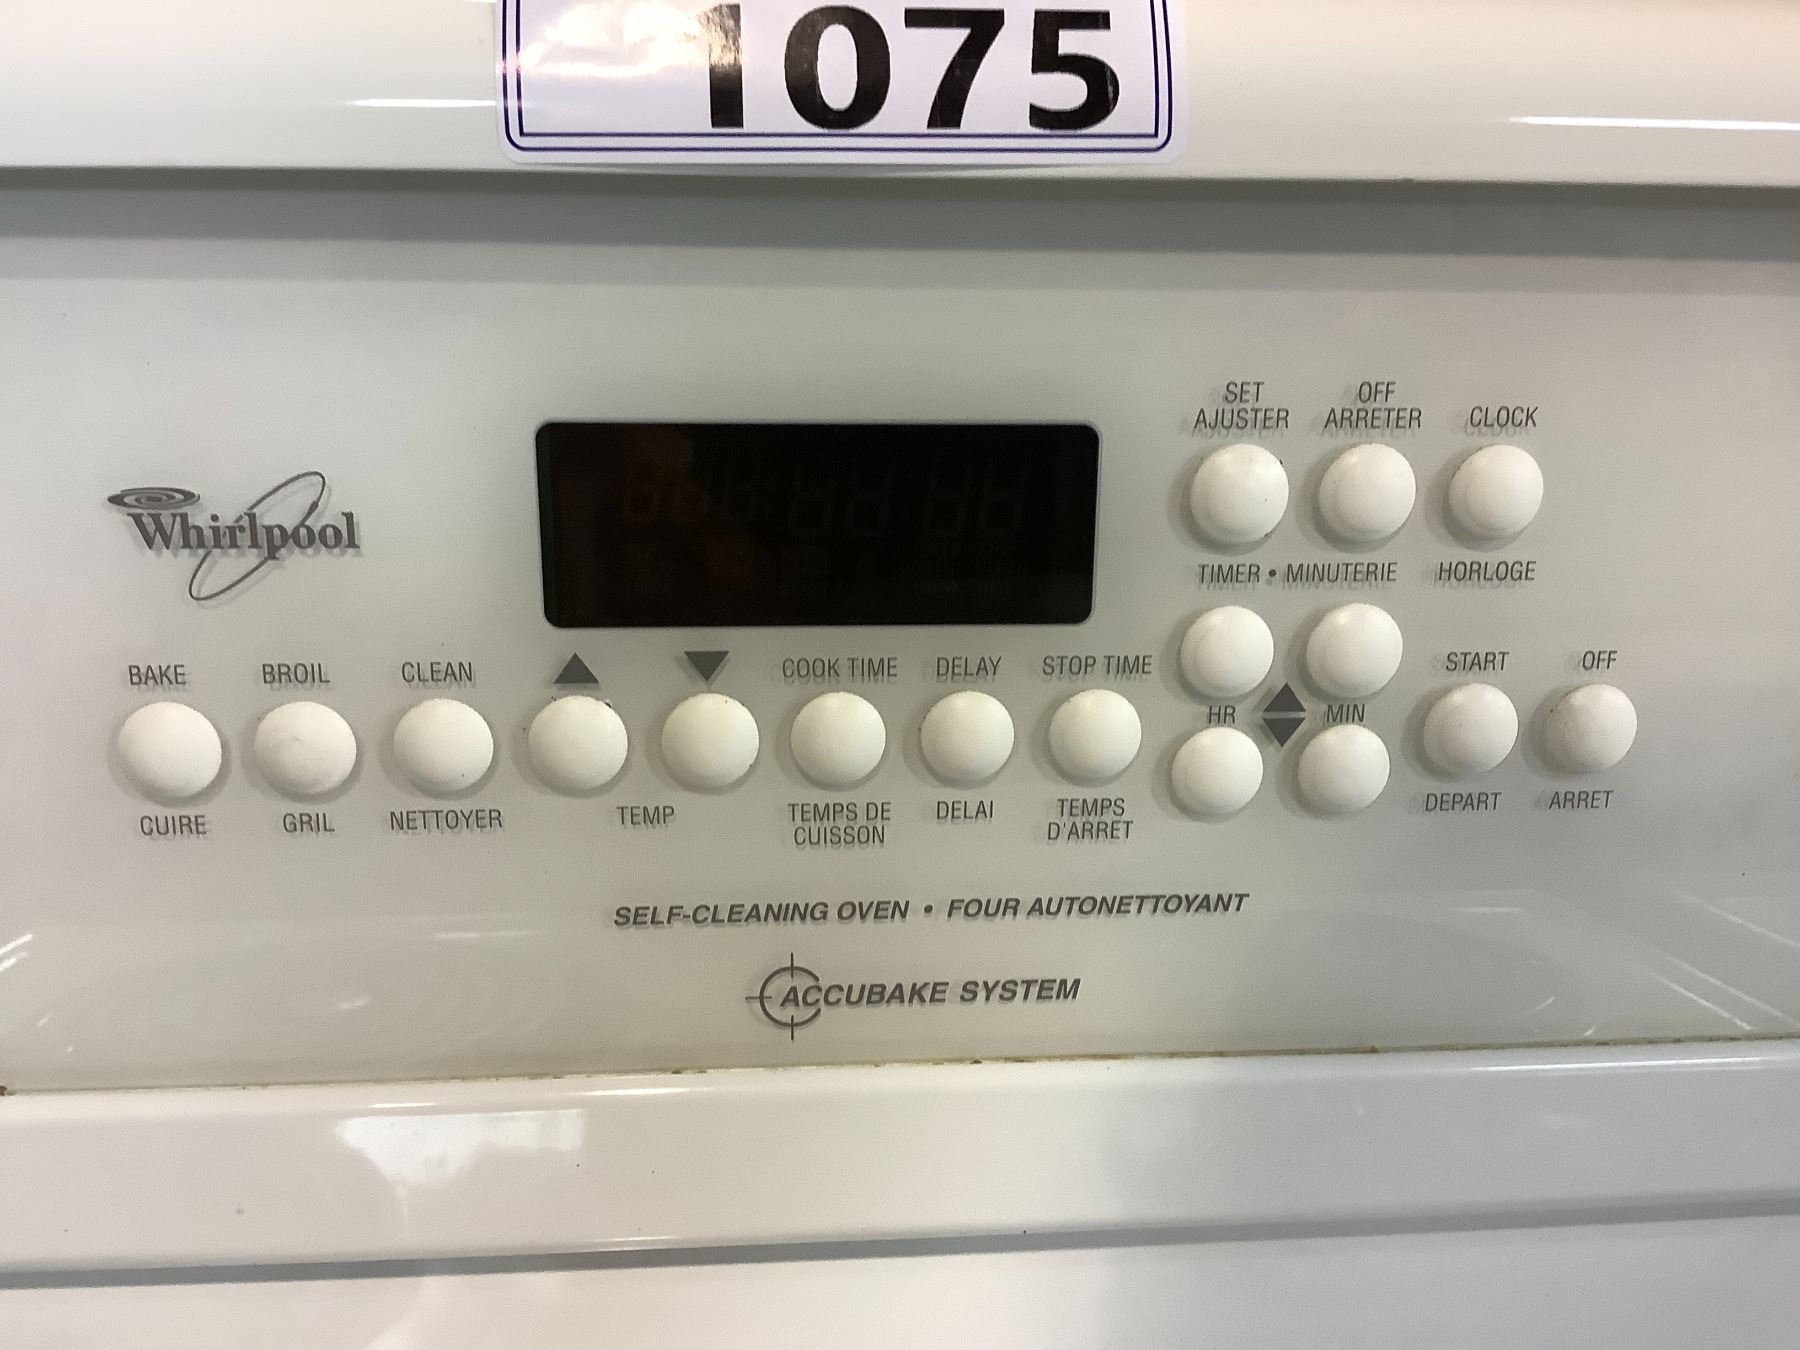 1075
Whirlpool
SET OFF
AJUSTER ARRETER CLOCK
TIMER • MINUTERIE HORLOGE
BAKE BROIL CLEAN ▲ ▼ COOK TIME DELAY STOP TIME
HR MIN
START OFF
CUIRE GRIL NETTOYER TEMP TEMPS DE DELAI TEMPS
CUISSON D'ARRET
DEPART ARRET
SELF-CLEANING OVEN • FOUR AUTONETTOYANT
ACCUBAKE SYSTEM